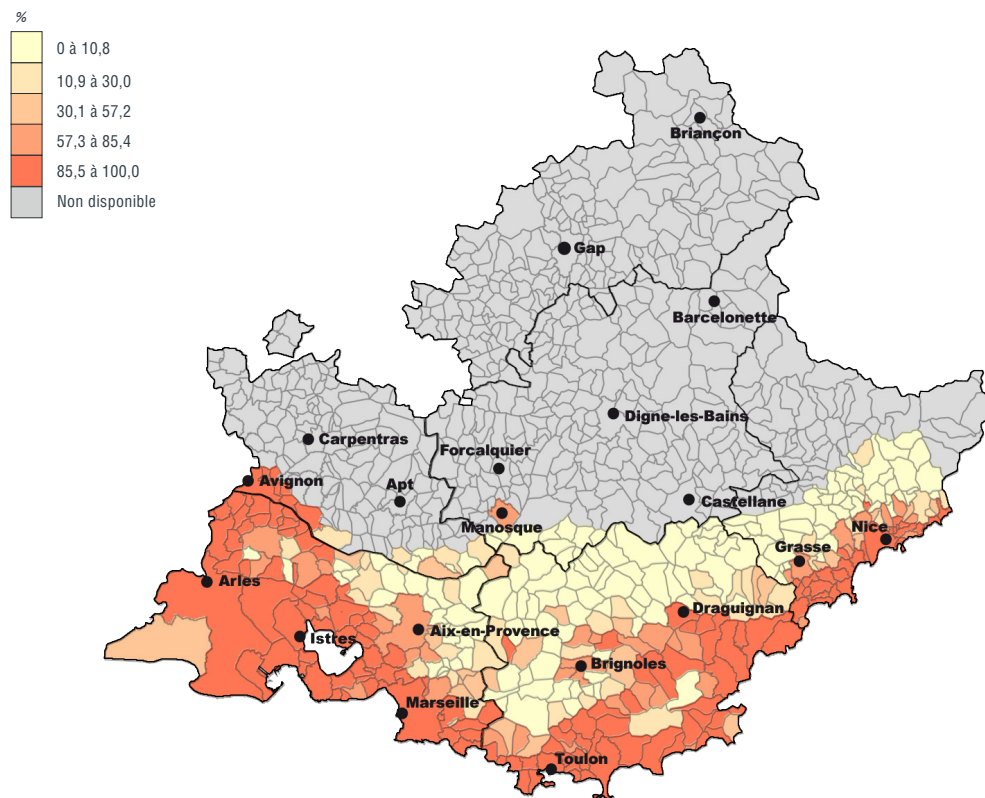 %
0 à 10,8
10,9 à 30,0
30,1 à 57,2
57,3 à 85,4
85,5 à 100,0
Non disponible
Briançon
Gap
Barcelonette
Digne-les-Bains
Carpentras
Forcalquier
Avignon
Apt
Castellane
Manosque
Nice
Grasse
Arles
Draguignan
Aix-en-Provence
Istres
Brignoles
Marseille
Toulon